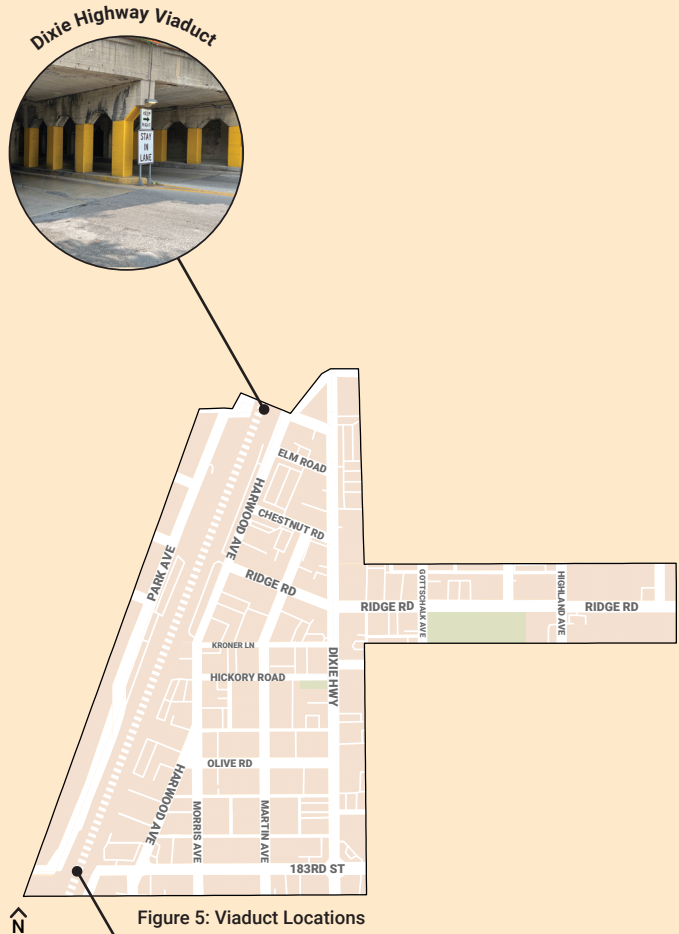 Dixie Highway Viaduct
KEEP
RIGHT
STAY
IN
LANE
ELM ROAD
HARWOOD AVE
CHESTNUT RD
PARK AVE
RIDGE RD
GOTTSCHALK AVE
HIGHLAND AVE
RIDGE RD
RIDGE RD
KRONER LN
DIXIE HWY
HICKORY ROAD
OLIVE RD
HARWOOD AVE
MORRIS AVE
MARTIN AVE
183RD ST
N
Figure 5: Viaduct Locations